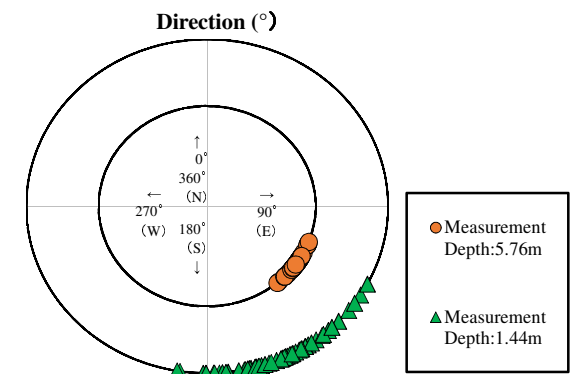 Direction (°)
↑
0°
360°
(N)
← →
270° 90°
(W) 180° (E)
(S)
↓
Measurement
Depth:5.76m
Measurement
Depth:1.44m